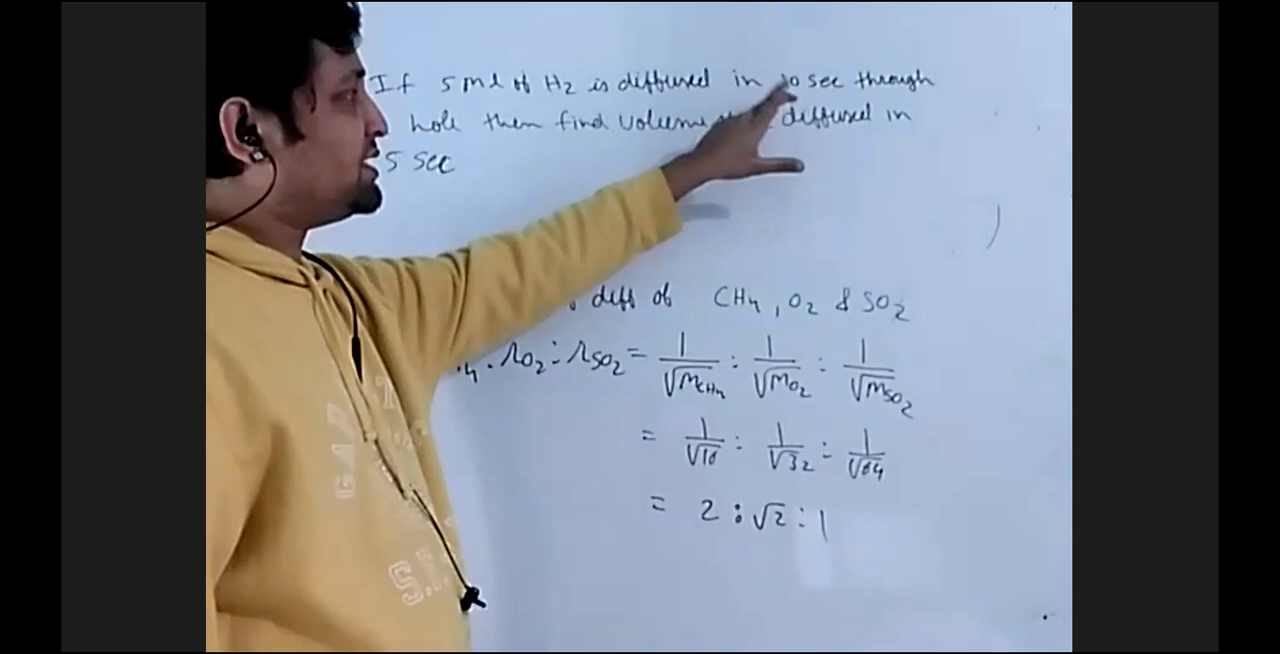 If 5 ml of H2 is diffused in 10 sec through
hole then find volume diffused in
5 sec
diff of CH4, O2 & SO2
rO2 : rSO2 = 1/√MCH4 : 1/√MO2 : 1/√MSO2
= 1/√16 : 1/√32 : 1/√64
= 2 : √2 : 1